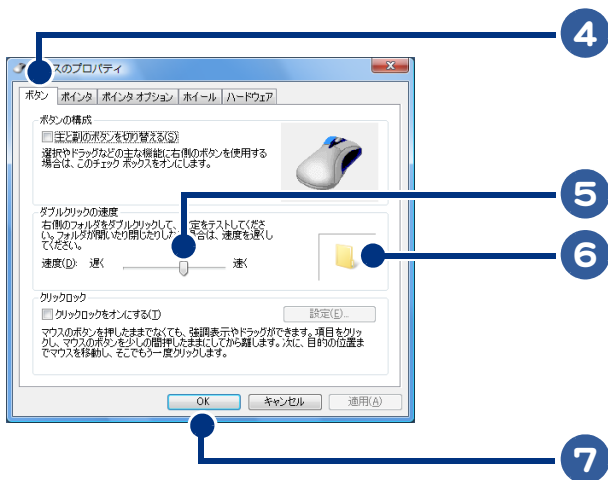 4
スのプロパティ
ボタン ポインタ ポインタ オプション ホイール ハードウェア
ボタンの構成
主と副のボタンを切り替える(S)
選択やドラッグなどの主な機能に右側のボタンを使用する
場合は、このチェック ボックスをオンにします。
5
ダブルクリックの速度
右側のフォルダをダブルクリックして、 定をテストしてくださ
い。フォルダが開いたり閉じたりした 合は、速度を遅くし
てください。
6
速度(D): 遅く 速く
クリックロック
クリックロックをオンにする(T) 設定(E)...
マウスのボタンを押したままでなくても、強調表示やドラッグができます。項目をクリッ
クし、マウスのボタンを少しの間押したままにしてから離します。次に、目的の位置ま
でマウスを移動し、そこでもう一度クリックします。
OK キャンセル 適用(A)
7